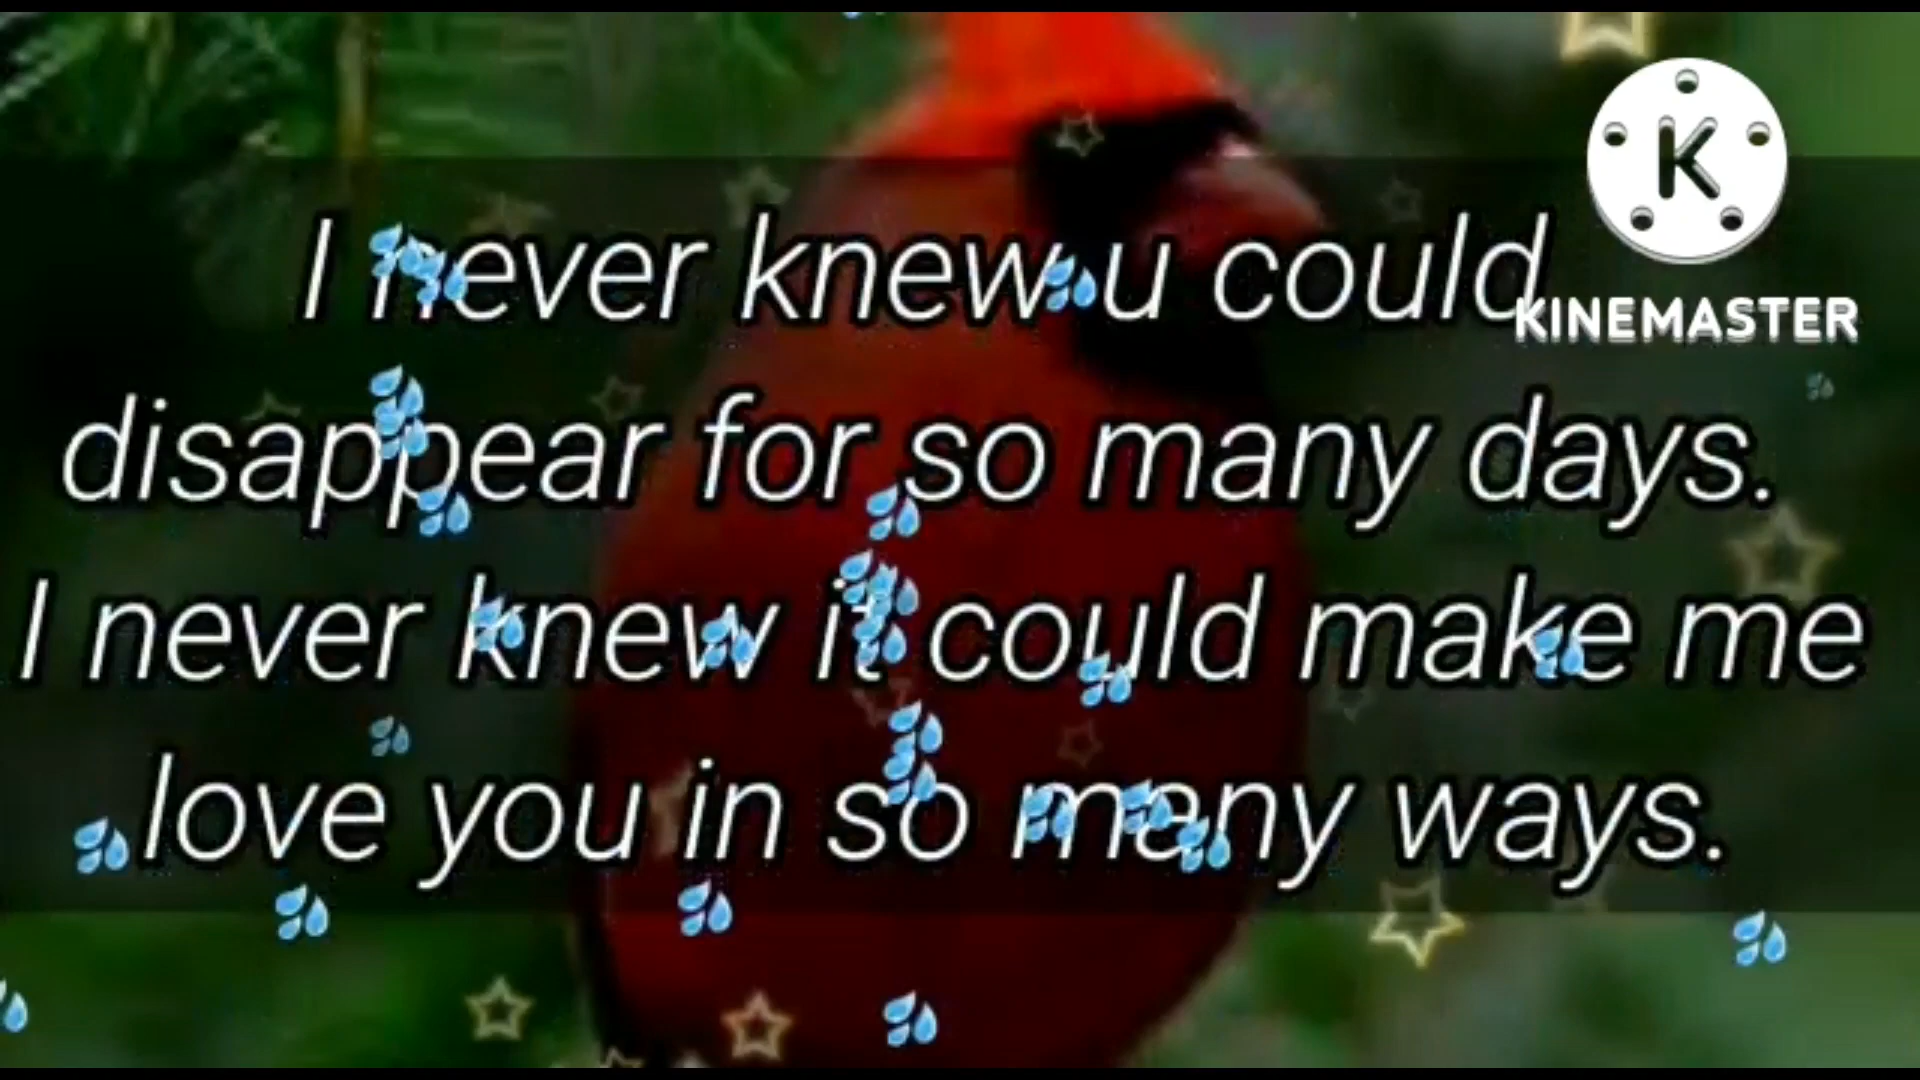 I never knew u could
KINEMASTER
disappear for so many days.
I never knew it could make me
love you in so many ways.